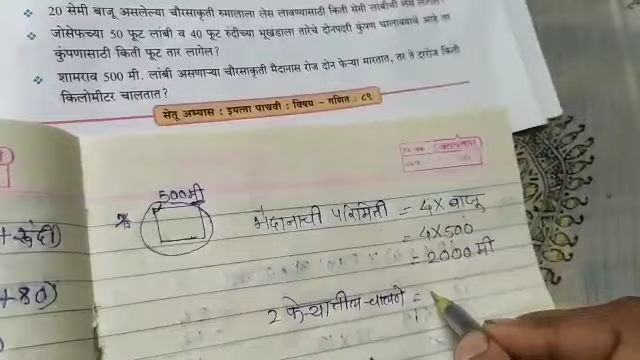 20 सेमी बाजू असलेल्या चौरसाकृती रुमालाला लेस लावण्यासाठी किती सेमी लांबीची लेस लागेल?
जोसेफच्या 50 फूट लांबी व 40 फूट रुंदीच्या भूखंडाला तारेचे दोनपदरी कुंपण घालावयाचे आहे तर
कुंपणासाठी किती फूट तार लागेल?
शामराव 500 मी. लांबी असणाऱ्या चौरसाकृती मैदानास रोज दोन फेऱ्या मारतात, तर ते दररोज किती
किलोमीटर चालतात?
सेतू अभ्यास : इयत्ता पाचवी : विषय - गणित : ८९
500मी
मैदानाची परिमिती = 4 × बाजू
= 4×500
= 2000 मी
+ रुंदी)
+80)
2 फेऱ्यातील चालणे =